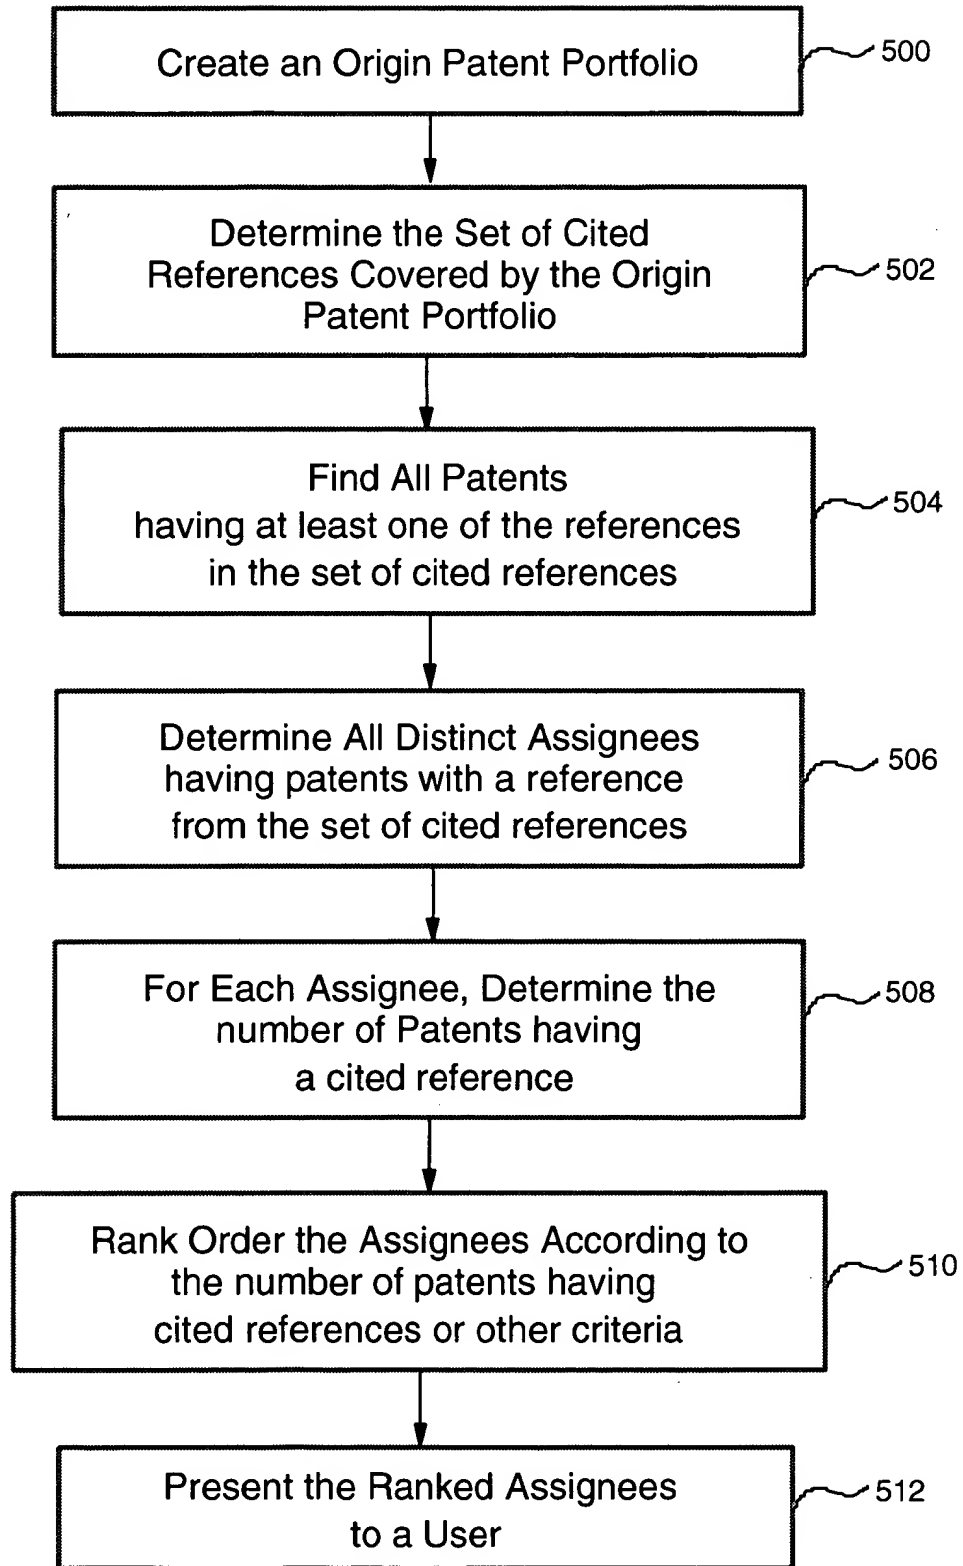 Create an Origin Patent Portfolio
500
Determine the Set of Cited
References Covered by the Origin
Patent Portfolio
502
Find All Patents
having at least one of the references
in the set of cited references
504
Determine All Distinct Assignees
having patents with a reference
from the set of cited references
506
For Each Assignee, Determine the
number of Patents having
a cited reference
508
Rank Order the Assignees According to
the number of patents having
cited references or other criteria
510
Present the Ranked Assignees
to a User
512